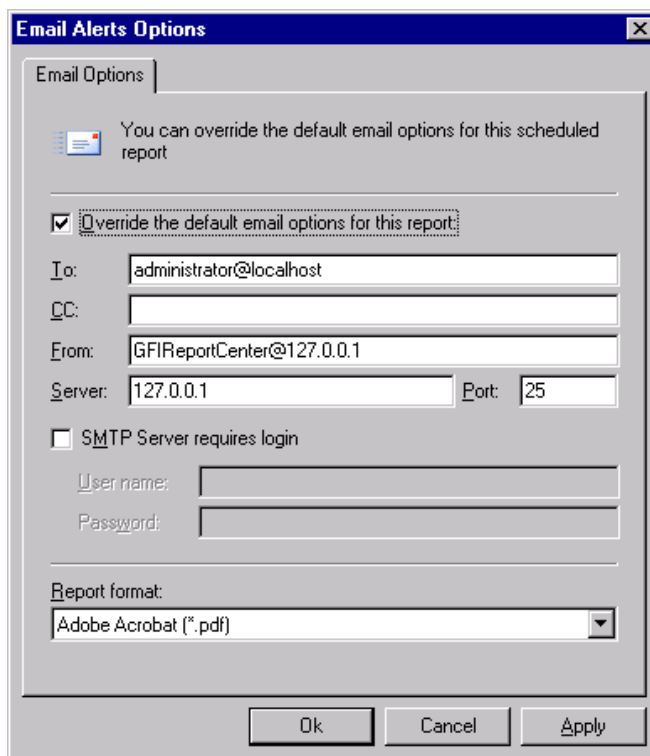 Email Alerts Options
Email Options
You can override the default email options for this scheduled
report
Override the default email options for this report:
To: administrator@localhost
CC:
From: GFIReportCenter@127.0.0.1
Server: 127.0.0.1 Port: 25
SMTP Server requires login
User name:
Password:
Report format:
Adobe Acrobat (*.pdf)
Ok Cancel Apply